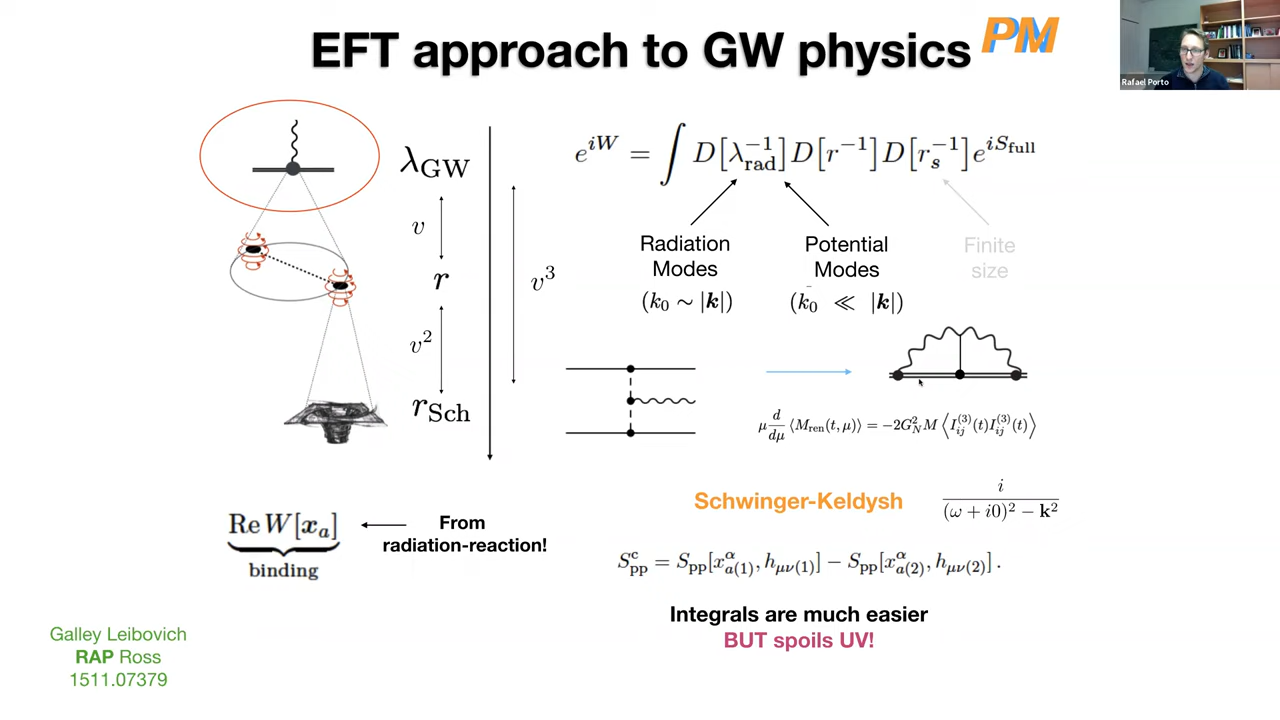 EFT approach to GW physics PM
Rafael Porto
λ_GW
v
r
v^2
r_Sch
v^3
e^{iW} = ∫ D[λ_rad^{-1}] D[r^{-1}] D[r_s^{-1}] e^{iS_full}
Radiation
Modes
(k_0 ∼ |k|)
Potential
Modes
(k_0 ≪ |k|)
Finite
size
μ d/dμ ⟨M_ren(t, μ)⟩ = −2G_N^2 M ⟨I_ij^{(3)}(t) I_ij^{(3)}(t)⟩
Schwinger-Keldysh
i / (ω + i0)^2 − k^2
Re W[x_a]
binding
From
radiation-reaction!
S_pp^c = S_pp[x_{a(1)}^α, h_{μν(1)}] − S_pp[x_{a(2)}^α, h_{μν(2)}].
Integrals are much easier
BUT spoils UV!
Galley Leibovich
RAP Ross
1511.07379